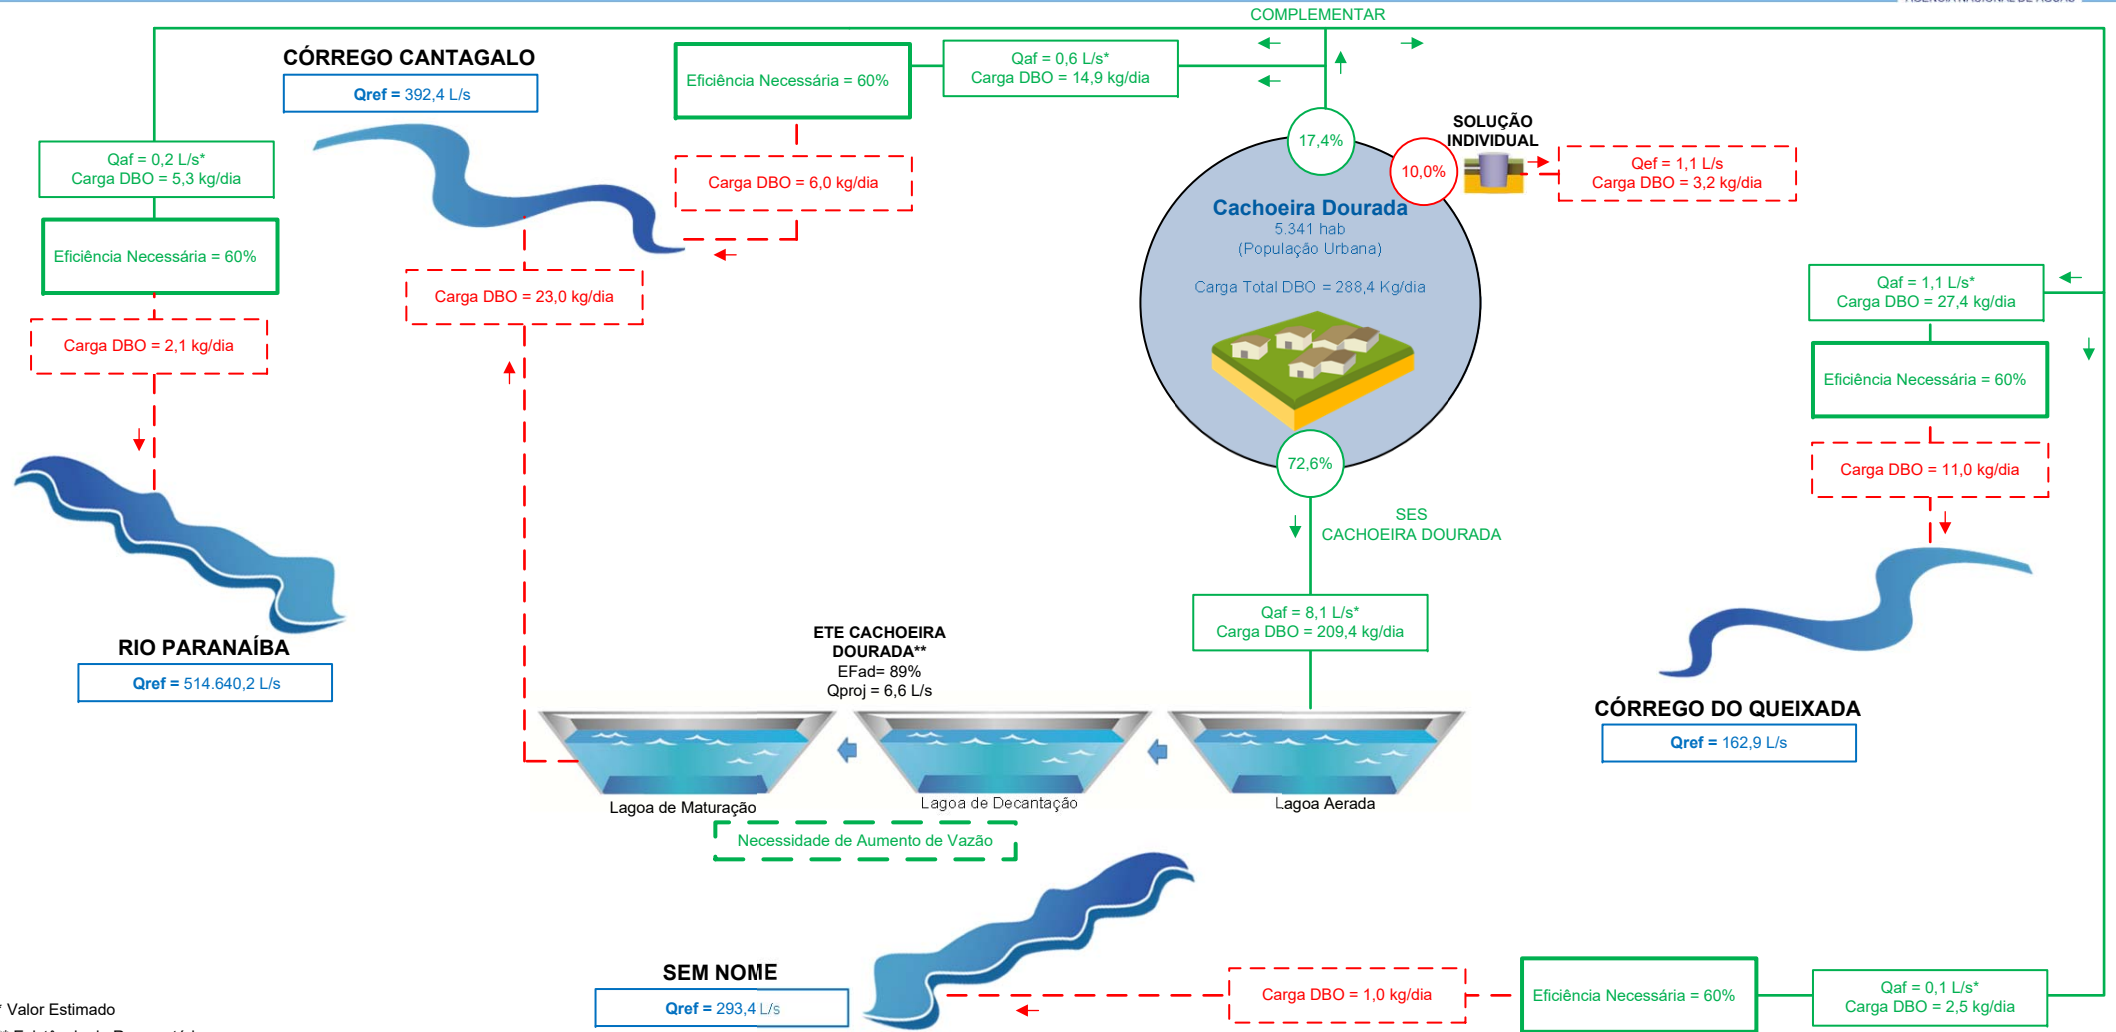 COMPLEMENTAR
CÓRREGO CANTAGALO
Qref = 392,4 L/s
Eficiência Necessária = 60%
Qaf = 0,6 L/s*
Carga DBO = 14,9 kg/dia
Carga DBO = 6,0 kg/dia
17,4%
10,0%
SOLUÇÃO
INDIVIDUAL
Qef = 1,1 L/s
Carga DBO = 3,2 kg/dia
Qaf = 0,2 L/s*
Carga DBO = 5,3 kg/dia
Eficiência Necessária = 60%
Carga DBO = 2,1 kg/dia
Carga DBO = 23,0 kg/dia
Cachoeira Dourada
5.341 hab
(População Urbana)
Carga Total DBO = 288,4 Kg/dia
72,6%
Qaf = 1,1 L/s*
Carga DBO = 27,4 kg/dia
Eficiência Necessária = 60%
Carga DBO = 11,0 kg/dia
SES
CACHOEIRA DOURADA
Qaf = 8,1 L/s*
Carga DBO = 209,4 kg/dia
RIO PARANAÍBA
Qref = 514.640,2 L/s
ETE CACHOEIRA
DOURADA**
EFad= 89%
Qproj = 6,6 L/s
CÓRREGO DO QUEIXADA
Qref = 162,9 L/s
Lagoa de Maturação
Lagoa de Decantação
Lagoa Aerada
Necessidade de Aumento de Vazão
SEM NOME
Qref = 293,4 L/s
Carga DBO = 1,0 kg/dia
Eficiência Necessária = 60%
Qaf = 0,1 L/s*
Carga DBO = 2,5 kg/dia
* Valor Estimado